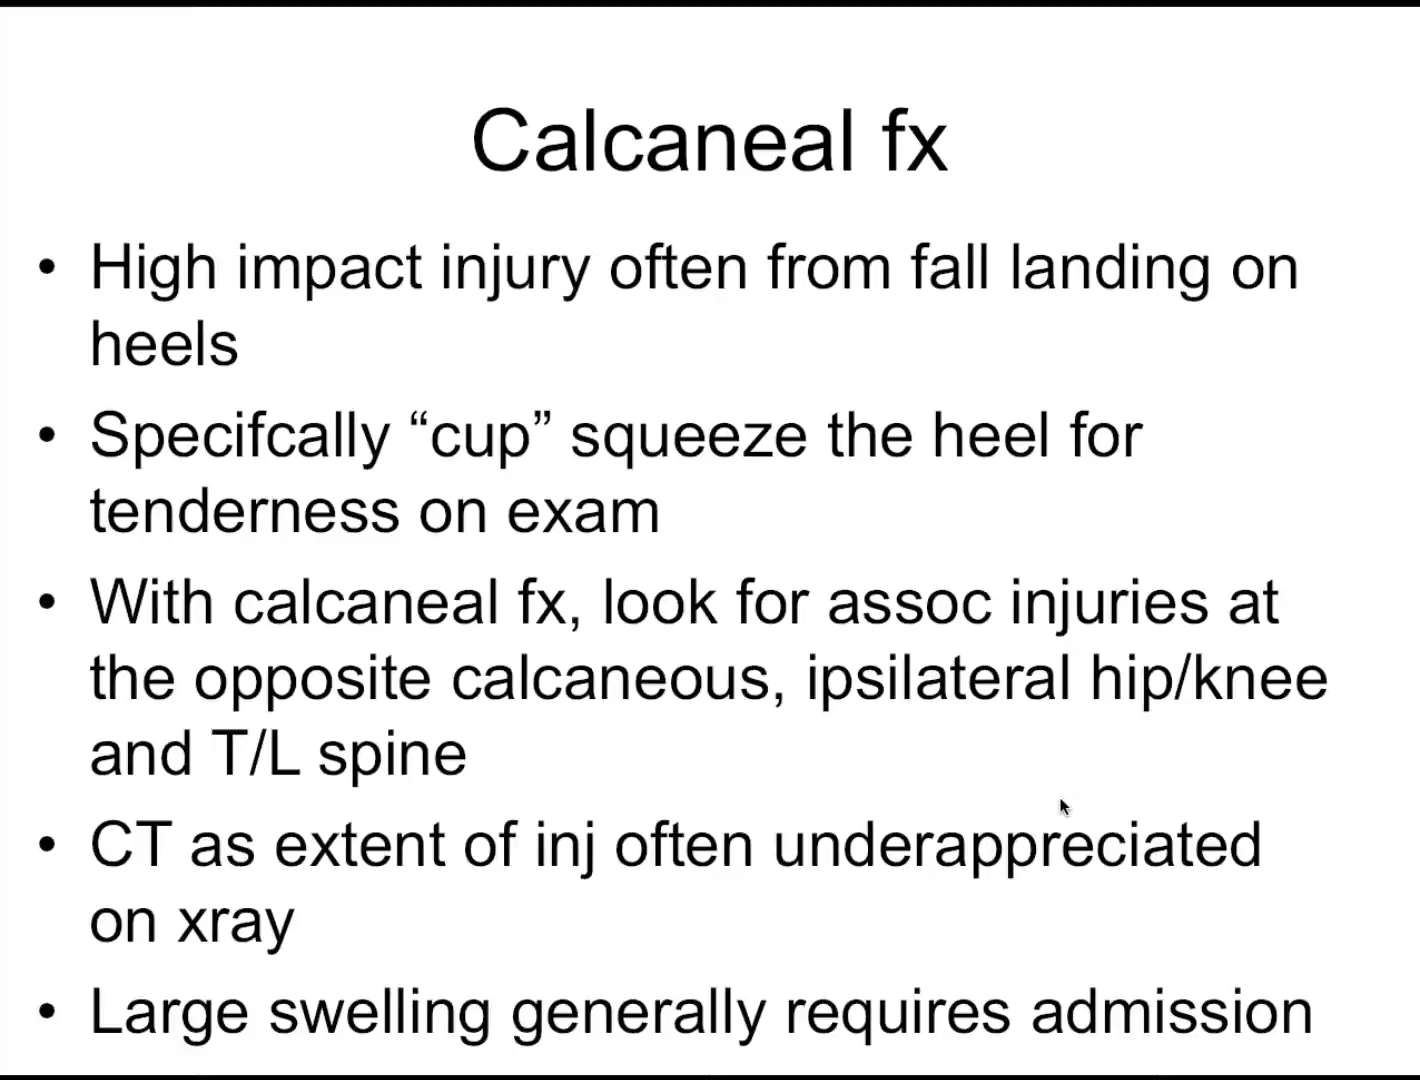 Calcaneal fx
• High impact injury often from fall landing on
heels
• Specifcally “cup” squeeze the heel for
tenderness on exam
• With calcaneal fx, look for assoc injuries at
the opposite calcaneous, ipsilateral hip/knee
and T/L spine
• CT as extent of inj often underappreciated
on xray
• Large swelling generally requires admission